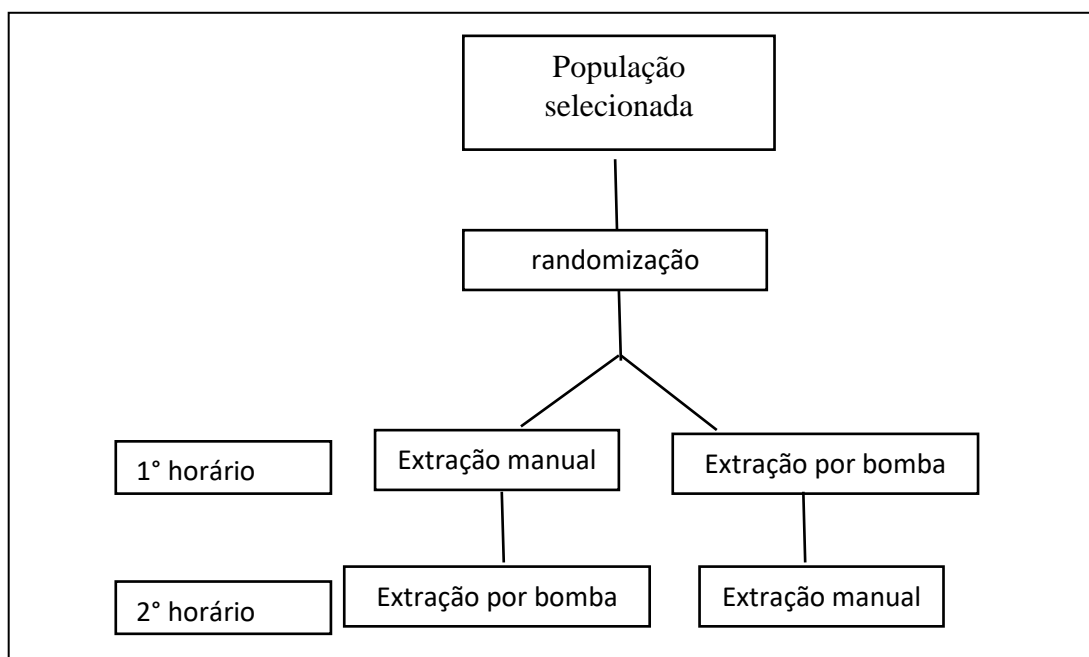 População
selecionada
randomização
1° horário
Extração manual
Extração por bomba
2° horário
Extração por bomba
Extração manual